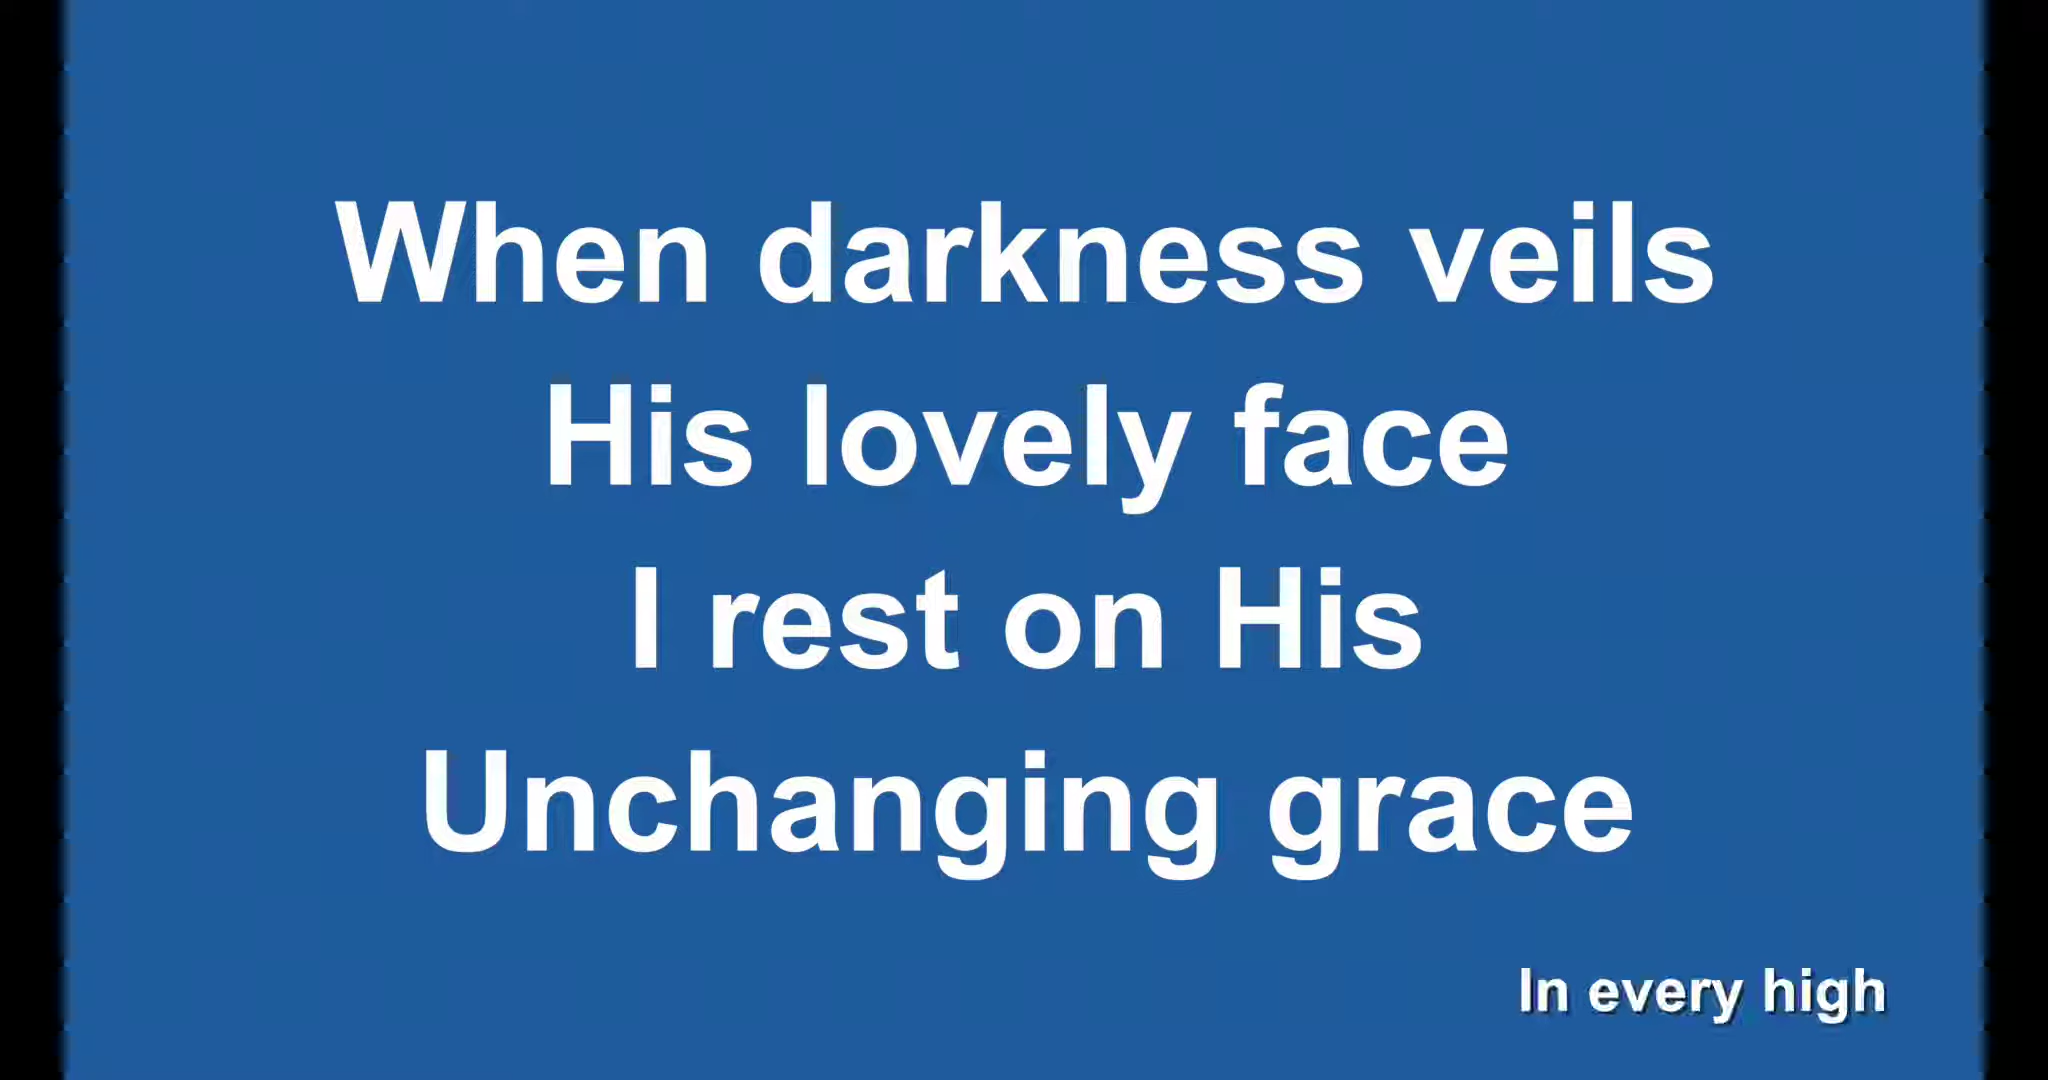 When darkness veils
His lovely face
I rest on His
Unchanging grace
In every high